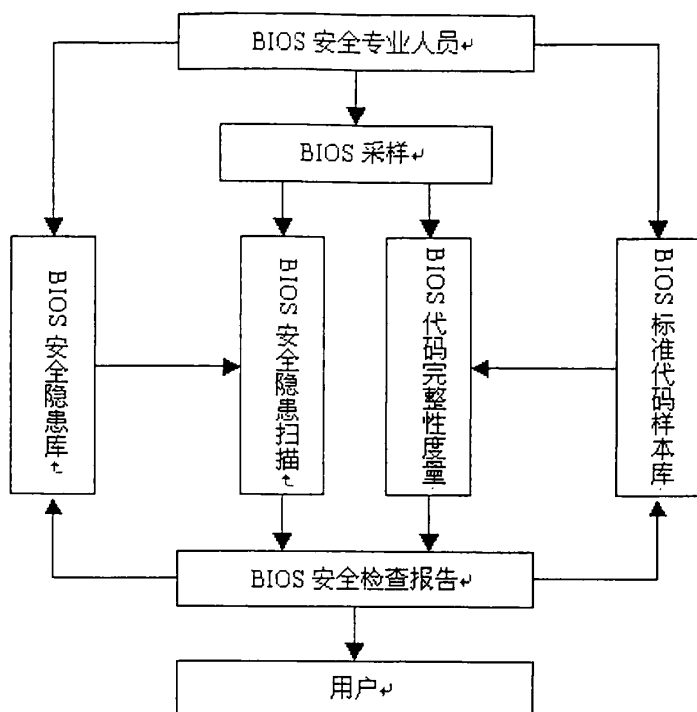 BIOS 安全专业人员↵
BIOS 采样↵
BIOS 安全隐患库↵
BIOS 安全隐患扫描↵
BIOS 代码完整性度量
BIOS 标准代码样本库
BIOS 安全检查报告↵
用户↵